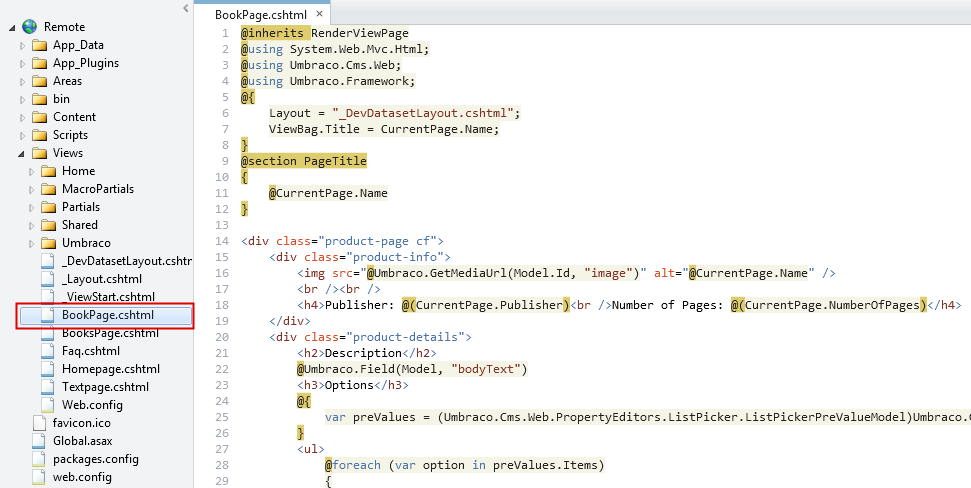 Remote
App_Data
App_Plugins
Areas
bin
Content
Scripts
Views
Home
MacroPartials
Partials
Shared
Umbraco
_DevDatasetLayout.cshtm
_Layout.cshtml
_ViewStart.cshtml
BookPage.cshtml
BooksPage.cshtml
Faq.cshtml
Homepage.cshtml
Textpage.cshtml
Web.config
favicon.ico
Global.asax
packages.config
web.config
BookPage.cshtml ×
1 @inherits RenderViewPage
2 @using System.Web.Mvc.Html;
3 @using Umbraco.Cms.Web;
4 @using Umbraco.Framework;
5 @{
6 Layout = "_DevDatasetLayout.cshtml";
7 ViewBag.Title = CurrentPage.Name;
8 }
9 @section PageTitle
10 {
11 @CurrentPage.Name
12 }
13
14 <div class="product-page cf">
15 <div class="product-info">
16 <img src="@Umbraco.GetMediaUrl(Model.Id, "image")" alt="@CurrentPage.Name" />
17 <br /><br />
18 <h4>Publisher: @(CurrentPage.Publisher)<br />Number of Pages: @(CurrentPage.NumberOfPages)</h4>
19 </div>
20 <div class="product-details">
21 <h2>Description</h2>
22 @Umbraco.Field(Model, "bodyText")
23 <h3>Options</h3>
24 @{
25 var preValues = (Umbraco.Cms.Web.PropertyEditors.ListPicker.ListPickerPreValueModel)Umbraco.
26 }
27 <ul>
28 @foreach (var option in preValues.Items)
29 {